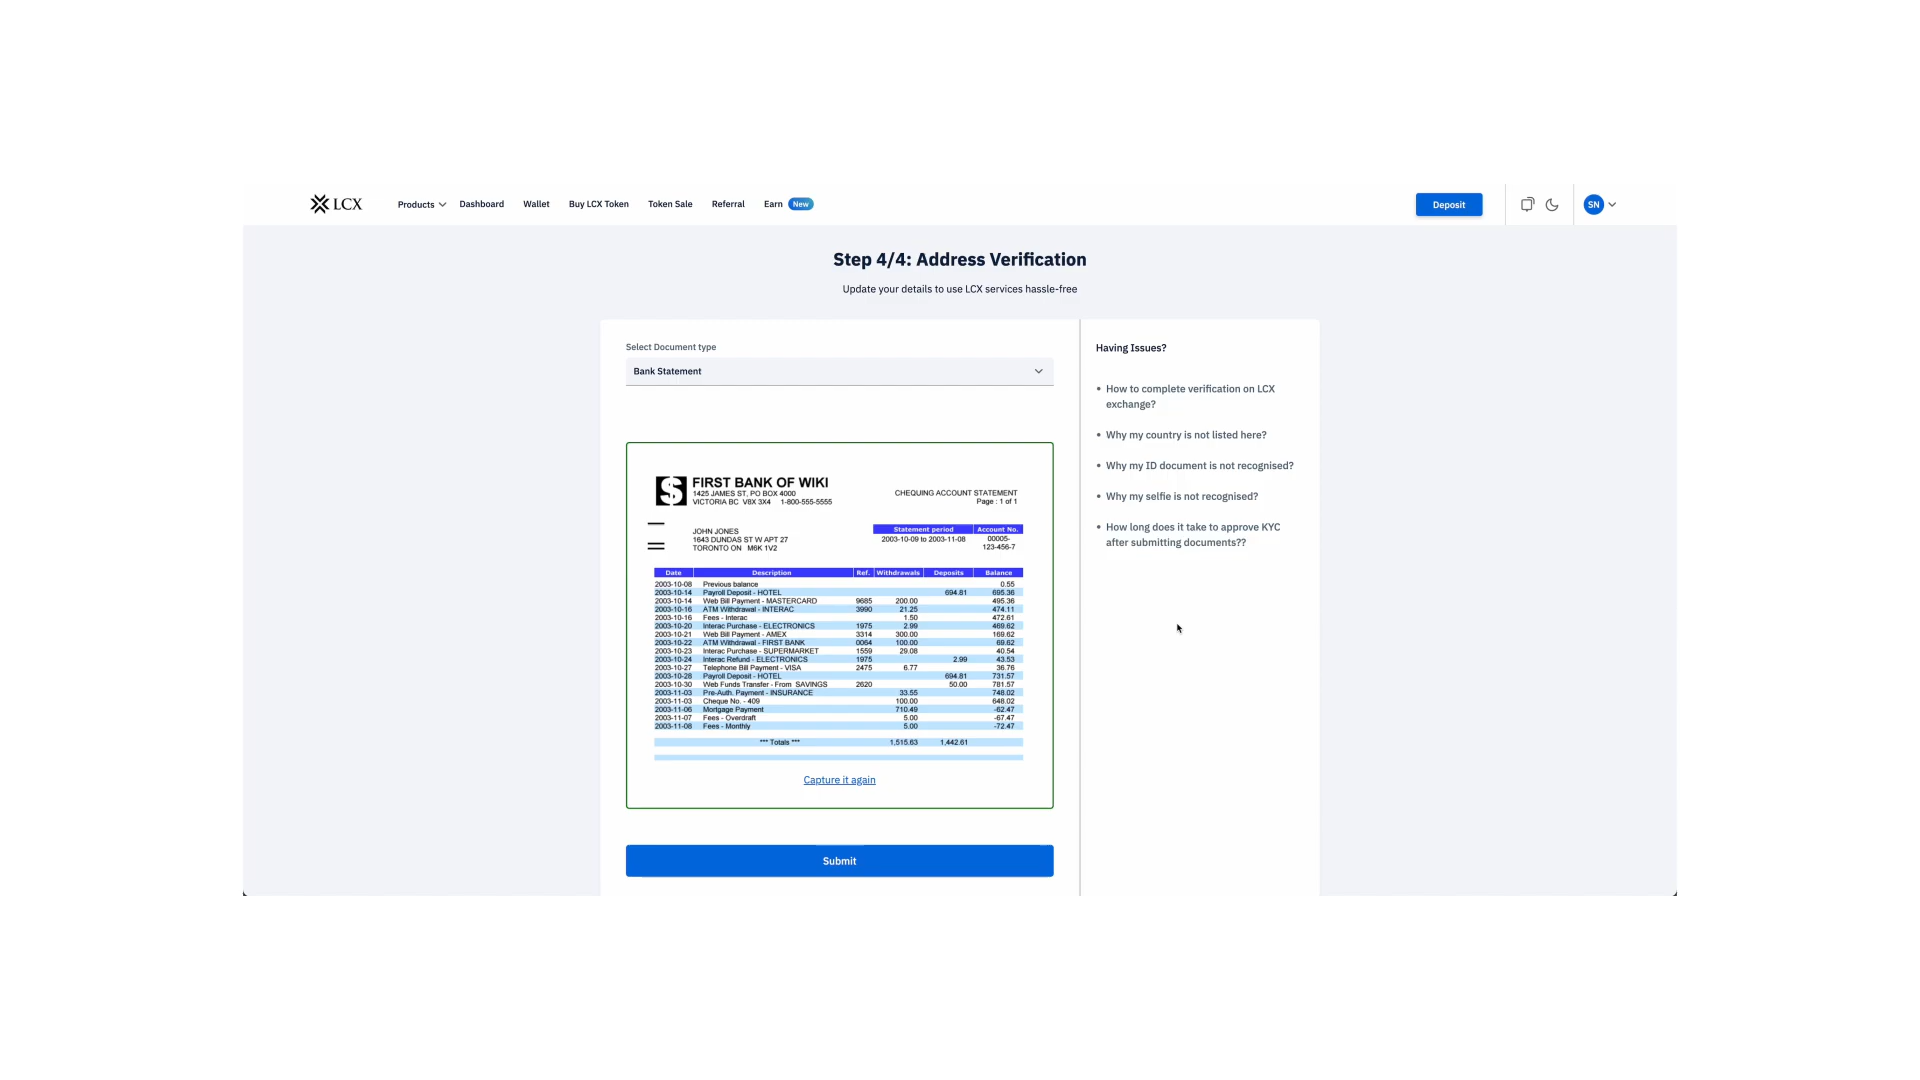 LCX
Products Dashboard Wallet Buy LCX Token Token Sale Referral Earn New Deposit SN
Step 4/4: Address Verification
Update your details to use LCX services hassle-free
Select Document type
Bank Statement
FIRST BANK OF WIKI
1425 JAMES ST, PO BOX 4000
VICTORIA BC V8X 3X4 1-800-555-5555
CHEQUING ACCOUNT STATEMENT
Page : 1 of 1
JOHN JONES
1643 DUNDAS ST W APT 27
TORONTO ON M6K 1V2
Statement period Account No.
2003-10-09 to 2003-11-08 00005-
123-456-7
Date Description Ref. Withdrawals Deposits Balance
2003-10-08 Previous balance 0.55
2003-10-14 Payroll Deposit - HOTEL 694.81 695.36
2003-10-14 Web Bill Payment - MASTERCARD 9685 200.00 495.36
2003-10-16 ATM Withdrawal - INTERAC 3990 21.25 474.11
2003-10-16 Fees - Interac 1.50 472.61
2003-10-20 Interac Purchase - ELECTRONICS 1975 2.99 469.62
2003-10-21 Web Bill Payment - AMEX 3314 300.00 169.62
2003-10-22 ATM Withdrawal - FIRST BANK 0064 100.00 69.62
2003-10-23 Interac Purchase - SUPERMARKET 1559 29.08 40.54
2003-10-24 Interac Refund - ELECTRONICS 1975 2.99 43.53
2003-10-27 Telephone Bill Payment - VISA 2475 6.77 36.76
2003-10-28 Payroll Deposit - HOTEL 694.81 731.57
2003-10-30 Web Funds Transfer - From SAVINGS 2620 50.00 781.57
2003-11-03 Pre-Auth. Payment - INSURANCE 33.55 748.02
2003-11-03 Cheque No. - 409 100.00 648.02
2003-11-06 Mortgage Payment 710.49 -62.47
2003-11-07 Fees - Overdraft 5.00 -67.47
2003-11-08 Fees - Monthly 5.00 -72.47
*** Totals *** 1,515.63 1,442.61
Capture it again
Submit
Having Issues?
• How to complete verification on LCX
exchange?
• Why my country is not listed here?
• Why my ID document is not recognised?
• Why my selfie is not recognised?
• How long does it take to approve KYC
after submitting documents??